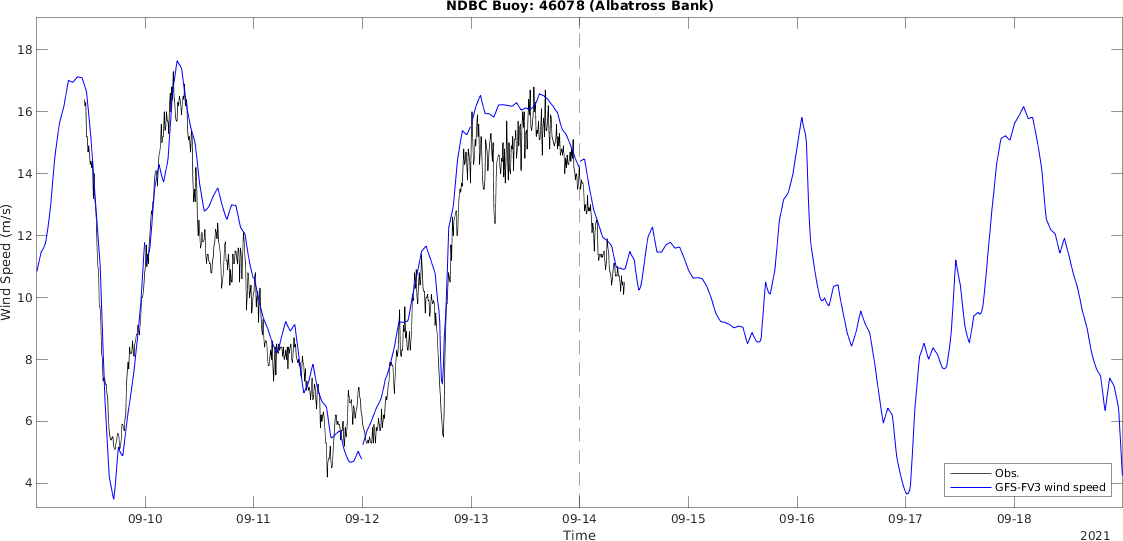 NDBC Buoy: 46078 (Albatross Bank)
18
16
14
12
10
8
6
4
Wind Speed (m/s)
09-10 09-11 09-12 09-13 09-14 09-15 09-16 09-17 09-18
Time
2021
Obs.
GFS-FV3 wind speed